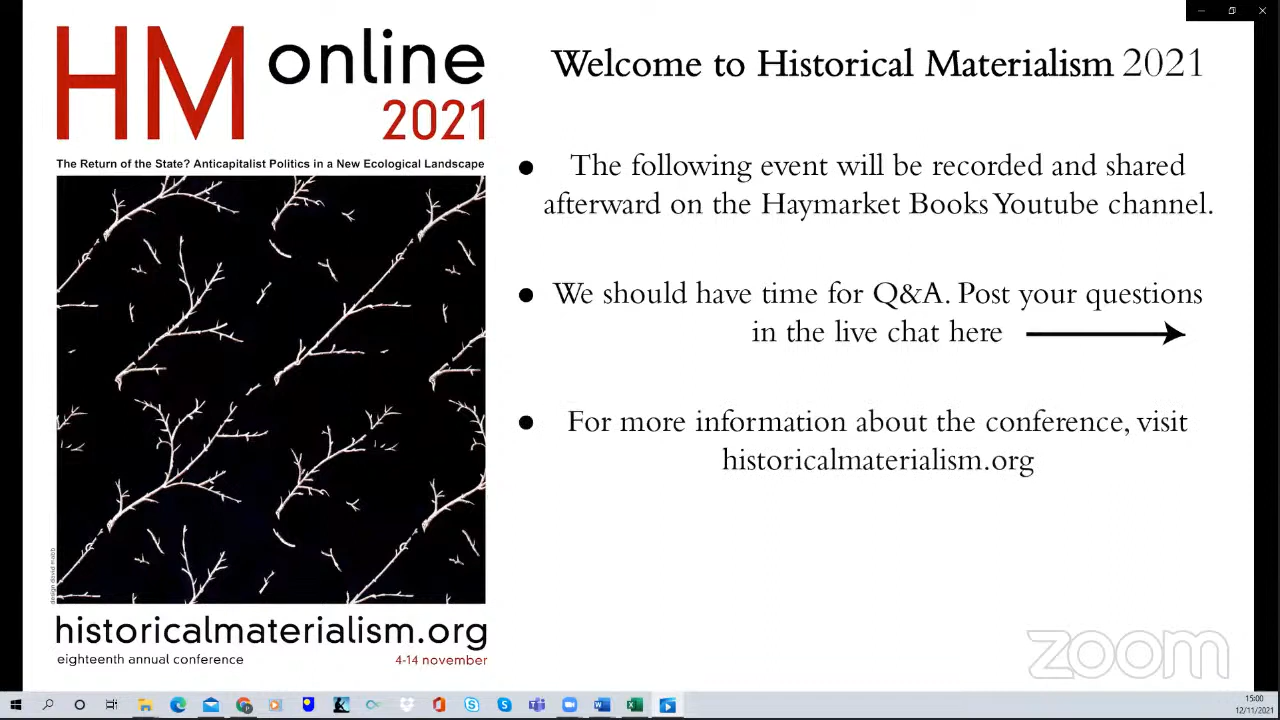 HM online
2021
The Return of the State? Anticapitalist Politics in a New Ecological Landscape
design david mabb
historicalmaterialism.org
eighteenth annual conference
4-14 november
Welcome to Historical Materialism 2021
● The following event will be recorded and shared
afterward on the Haymarket Books Youtube channel.
● We should have time for Q&A. Post your questions
in the live chat here
● For more information about the conference, visit
historicalmaterialism.org
zoom
15:00
12/11/2021